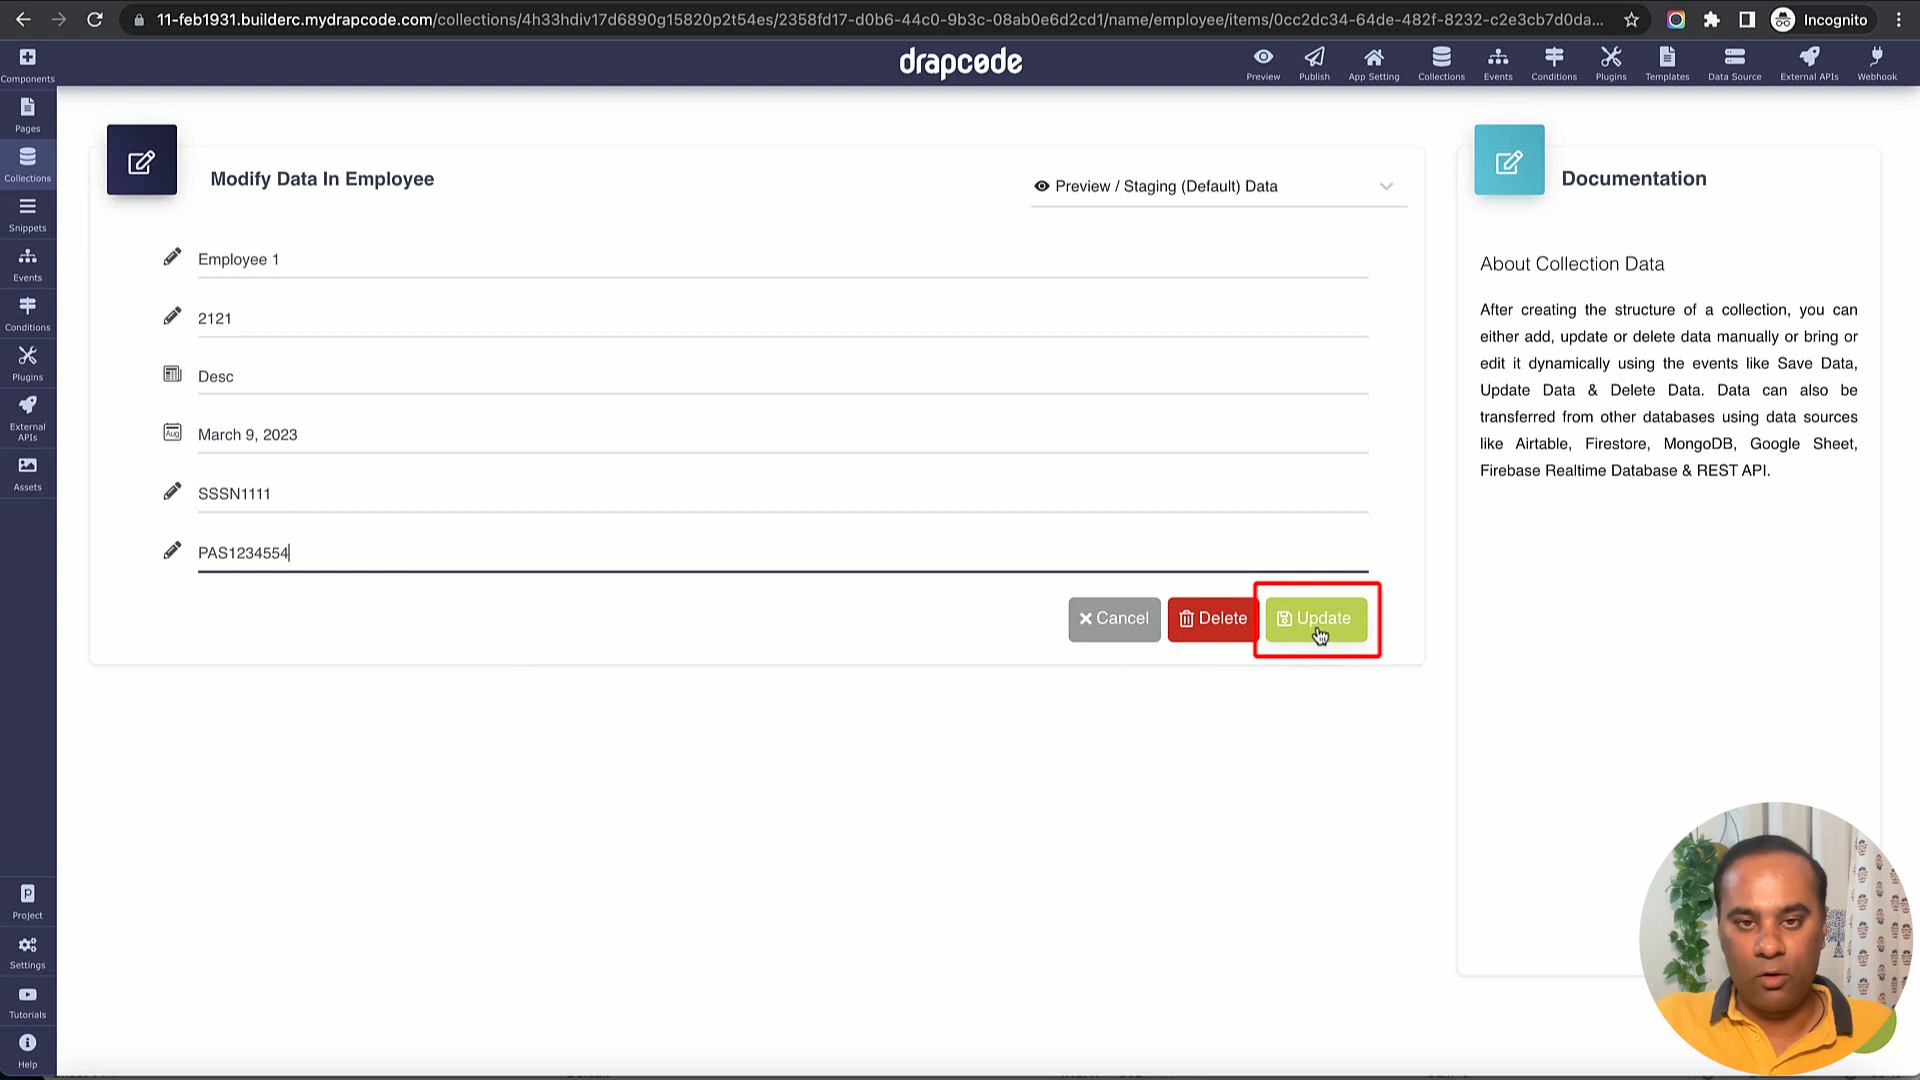 11-feb1931.builderc.mydrapcode.com/collections/4h33hdiv17d6890g15820p2t54es/2358fd17-d0b6-44c0-9b3c-08ab0e6d2cd1/name/employee/items/0cc2dc34-64de-482f-8232-c2e3cb7d0da...
Incognito
drapcode
Preview
Publish
App Setting
Collections
Events
Conditions
Plugins
Templates
Data Source
External APIs
Webhook
Components
Pages
Collections
Snippets
Events
Conditions
Plugins
External
APIs
Assets
Project
Settings
Tutorials
Help
Modify Data In Employee
Preview / Staging (Default) Data
Employee 1
2121
Desc
Aug
March 9, 2023
SSSN1111
PAS1234554
Cancel
Delete
Update
Documentation
About Collection Data
After creating the structure of a collection, you can
either add, update or delete data manually or bring or
edit it dynamically using the events like Save Data,
Update Data & Delete Data. Data can also be
transferred from other databases using data sources
like Airtable, Firestore, MongoDB, Google Sheet,
Firebase Realtime Database & REST API.